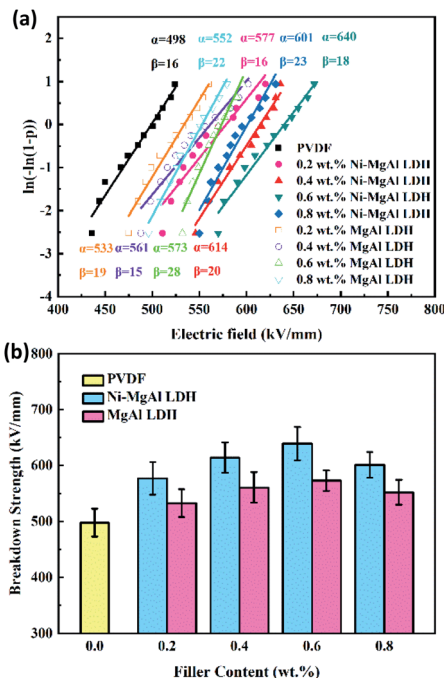 (a)
α=498 α=552 α=577 α=601 α=640
β=16 β=22 β=16 β=23 β=18
2
1
0
-1
-2
-3
-4
ln(-ln(1-p))
PVDF
0.2 wt.% Ni-MgAl LDH
0.4 wt.% Ni-MgAl LDH
0.6 wt.% Ni-MgAl LDH
0.8 wt.% Ni-MgAl LDH
0.2 wt.% MgAl LDH
0.4 wt.% MgAl LDH
0.6 wt.% MgAl LDH
0.8 wt.% MgAl LDH
α=533 α=561 α=573 α=614
β=19 β=15 β=28 β=20
400 450 500 550 600 650 700 750
Electric field (kV/mm)
(b)
800
700
600
500
400
300
Breakdown Strength (kV/mm)
PVDF
Ni-MgAl LDH
MgAl LDH
0.0 0.2 0.4 0.6 0.8
Filler Content (wt.%)